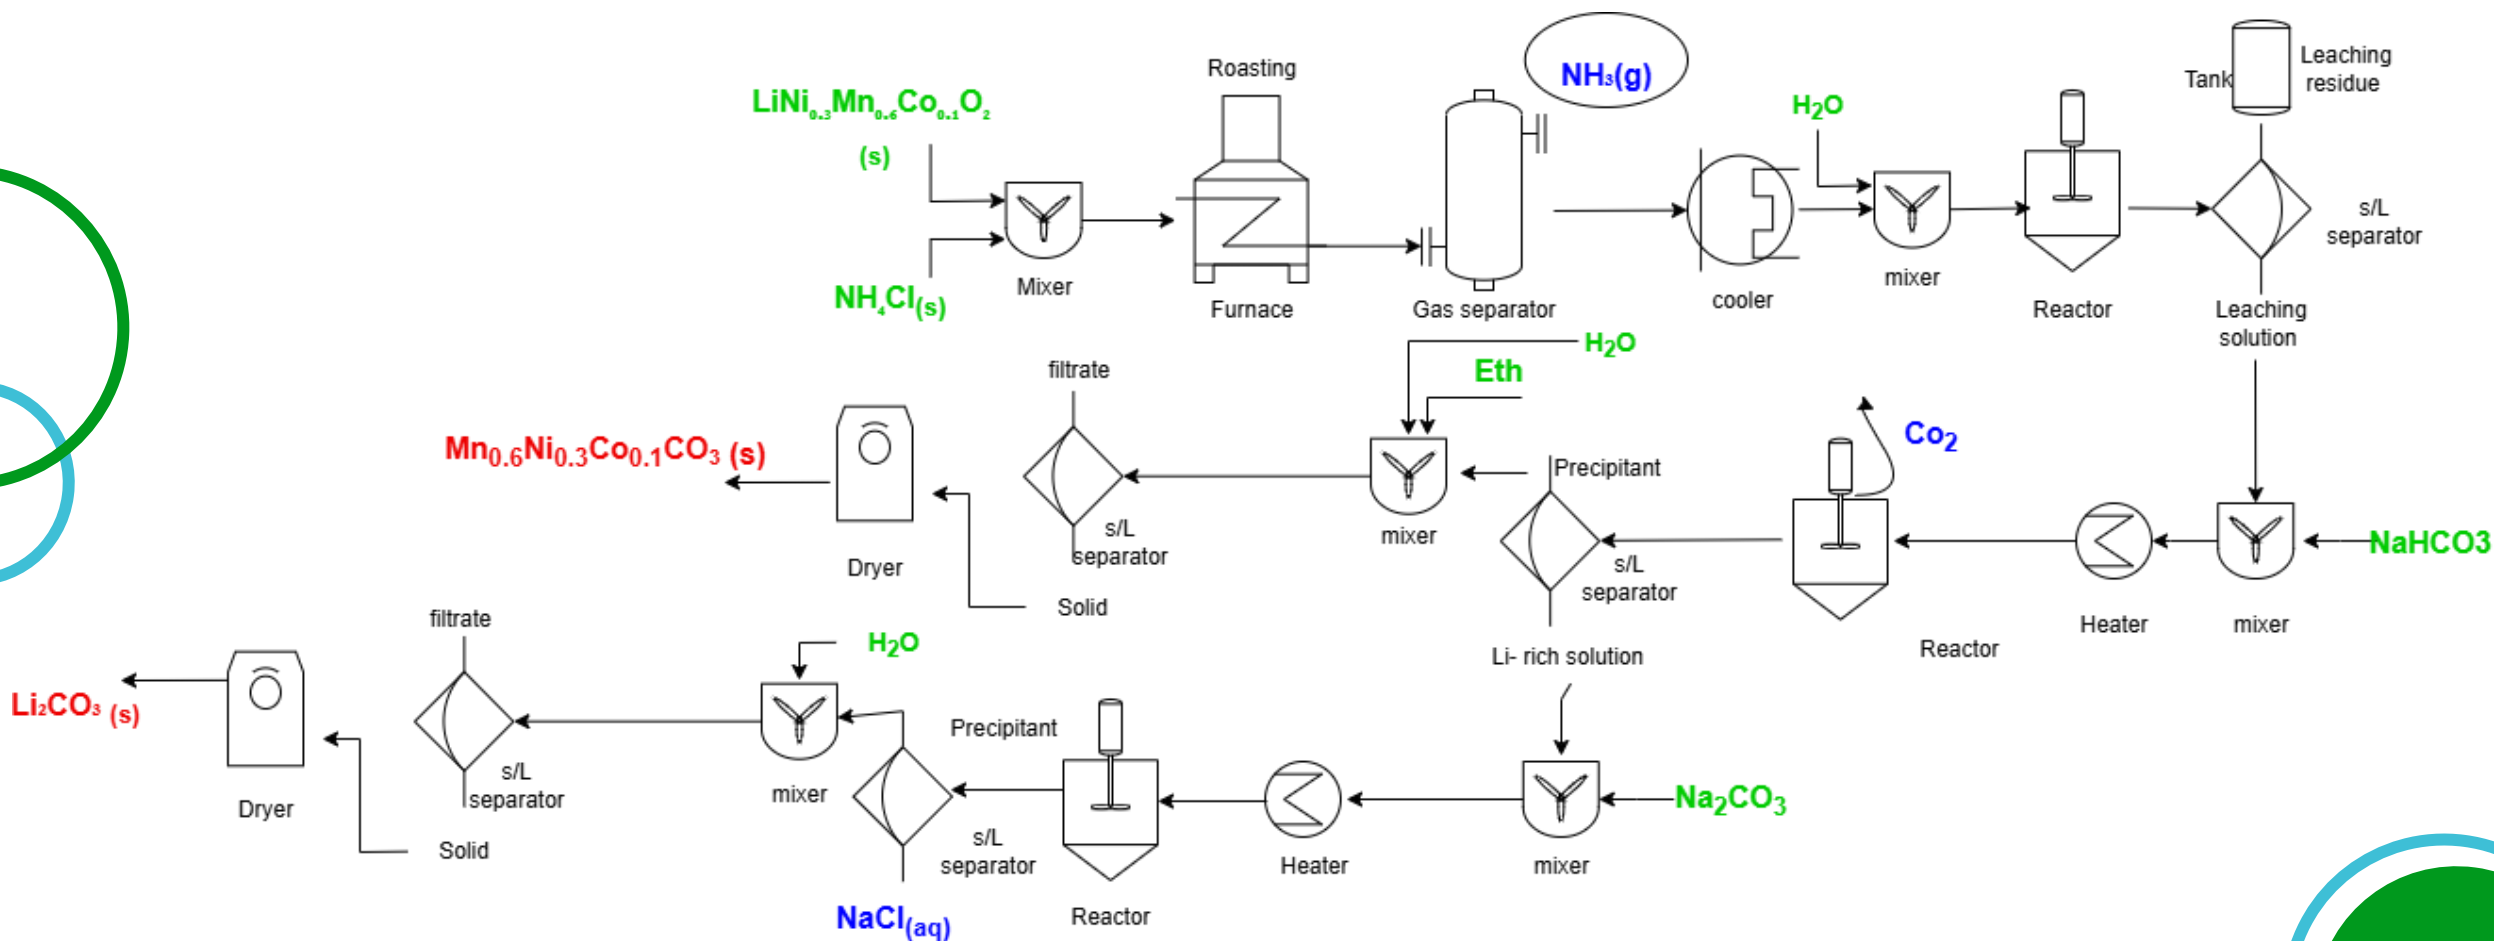 Roasting
NH₃(g)
Leaching
residue
Tank
LiNi₀.₃Mn₀.₆Co₀.₁O₂
(s)
H₂O
s/L
separator
NH₄Cl(s)
Mixer
Furnace
Gas separator
cooler
mixer
Reactor
Leaching
solution
H₂O
Eth
filtrate
Co₂
Mn₀.₆Ni₀.₃Co₀.₁CO₃ (s)
Precipitant
s/L
separator
mixer
s/L
separator
NaHCO3
Dryer
Solid
Heater
mixer
Reactor
Li- rich solution
filtrate
H₂O
Li₂CO₃ (s)
Precipitant
s/L
separator
mixer
s/L
separator
Na₂CO₃
Dryer
Solid
Heater
mixer
NaCl(aq)
Reactor